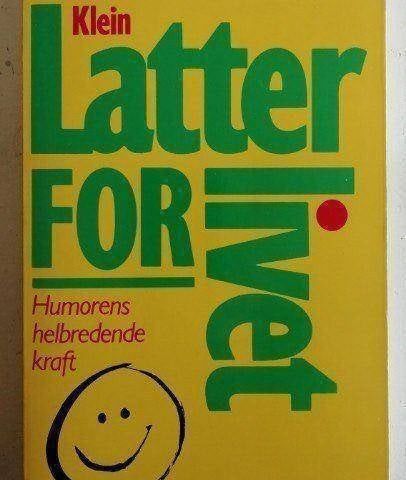 Klein
Latter
FOR
livet
Humorens
helbredende
kraft